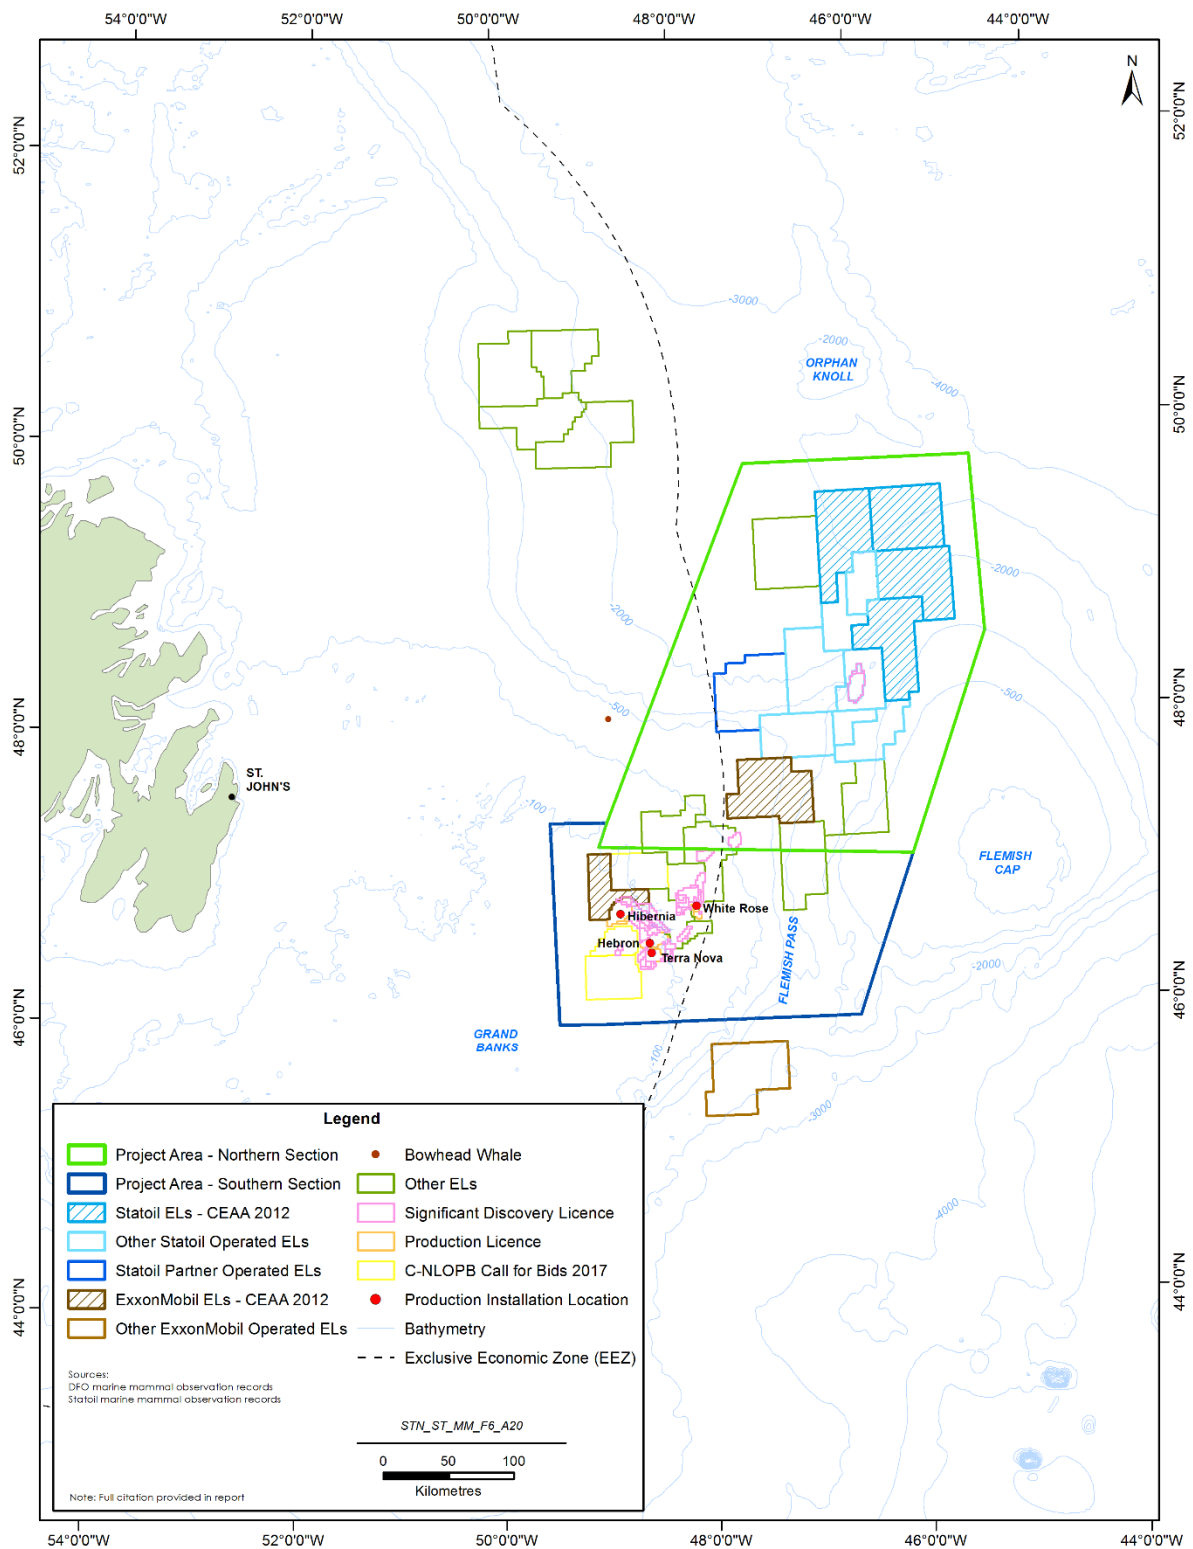 54°0'0"W 52°0'0"W 50°0'0"W 48°0'0"W 46°0'0"W 44°0'0"W
N
52°0'0"N
52°0'0"N
-3000
-2000
ORPHAN
KNOLL
-4000
50°0'0"N
50°0'0"N
-2000
-2000
-500
-500
48°0'0"N
48°0'0"N
ST.
JOHN'S
-100
FLEMISH
CAP
White Rose
Hibernia
Hebron
Terra Nova
FLEMISH PASS
-2000
46°0'0"N
46°0'0"N
GRAND
BANKS
-100
-3000
-4000
44°0'0"N
44°0'0"N
Legend
Project Area - Northern Section
Project Area - Southern Section
Statoil ELs - CEAA 2012
Other Statoil Operated ELs
Statoil Partner Operated ELs
ExxonMobil ELs - CEAA 2012
Other ExxonMobil Operated ELs
Bowhead Whale
Other ELs
Significant Discovery Licence
Production Licence
C-NLOPB Call for Bids 2017
Production Installation Location
Bathymetry
Exclusive Economic Zone (EEZ)
Sources:
DFO marine mammal observation records
Statoil marine mammal observation records
STN_ST_MM_F6_A20
0 50 100
Kilometres
Note: Full citation provided in report
54°0'0"W 52°0'0"W 50°0'0"W 48°0'0"W 46°0'0"W 44°0'0"W